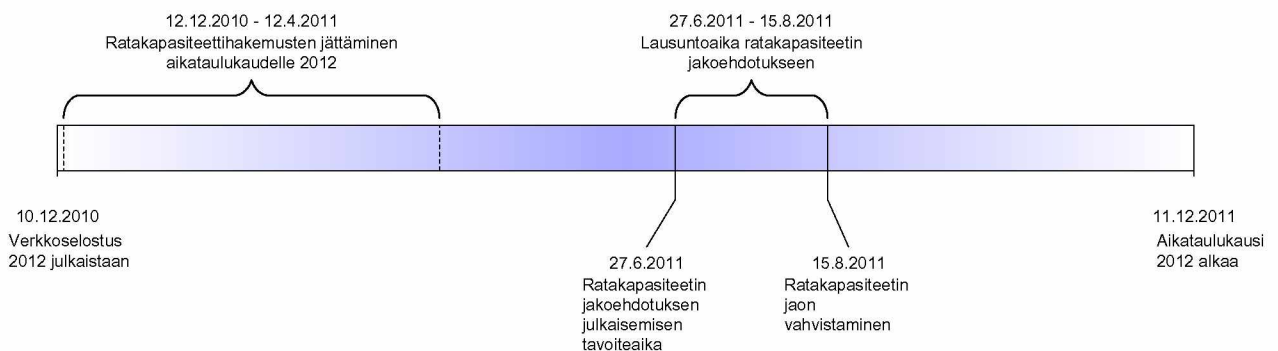 12.12.2010 - 12.4.2011
Ratakapasiteettihakemusten jättäminen
aikataulukaudelle 2012
27.6.2011 - 15.8.2011
Lausuntoaika ratakapasiteetin
jakoehdotukseen
10.12.2010
Verkkoselostus
2012 julkaistaan
27.6.2011
Ratakapasiteetin
jakoehdotuksen
julkaisemisen
tavoiteaika
15.8.2011
Ratakapasiteetin
jaon
vahvistaminen
11.12.2011
Aikataulukausi
2012 alkaa